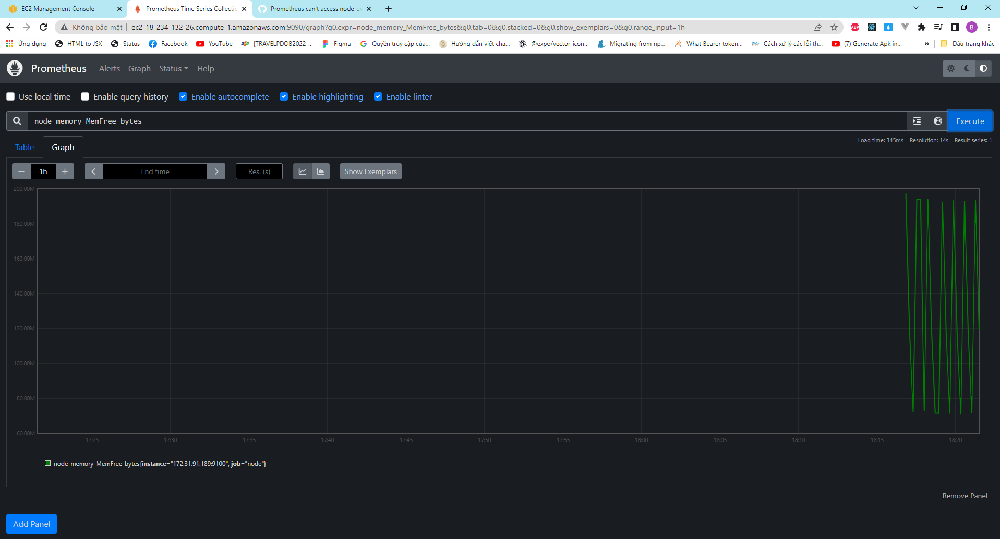 EC2 Management Console
Prometheus Time Series Collectic
Prometheus can't access node-ex
Không bảo mật
ec2-18-234-132-26.compute-1.amazonaws.com:9090/graph?g0.expr=node_memory_MemFree_bytes&g0.tab=0&g0.stacked=0&g0.show_exemplars=0&g0.range_input=1h
ABP
B
Ứng dụng
HTML to JSX
Status
Facebook
YouTube
[TRAVELPDOB2022-...
Figma
Quyền truy cập của...
Hướng dẫn viết cha...
@expo/vector-icon...
Migrating from np...
What Bearer token...
Cách xử lý các lỗi th...
(7) Generate Apk in...
»
Dấu trang khác
Prometheus
Alerts
Graph
Status
Help
Use local time
Enable query history
Enable autocomplete
Enable highlighting
Enable linter
node_memory_MemFree_bytes
Execute
Load time: 345ms Resolution: 14s Result series: 1
Table
Graph
1h
End time
Res. (s)
Show Exemplars
200.00M
180.00M
160.00M
140.00M
120.00M
100.00M
80.00M
60.00M
17:25 17:30 17:35 17:40 17:45 17:50 17:55 18:00 18:05 18:10 18:15 18:20
node_memory_MemFree_bytes{instance="172.31.91.189:9100", job="node"}
Remove Panel
Add Panel